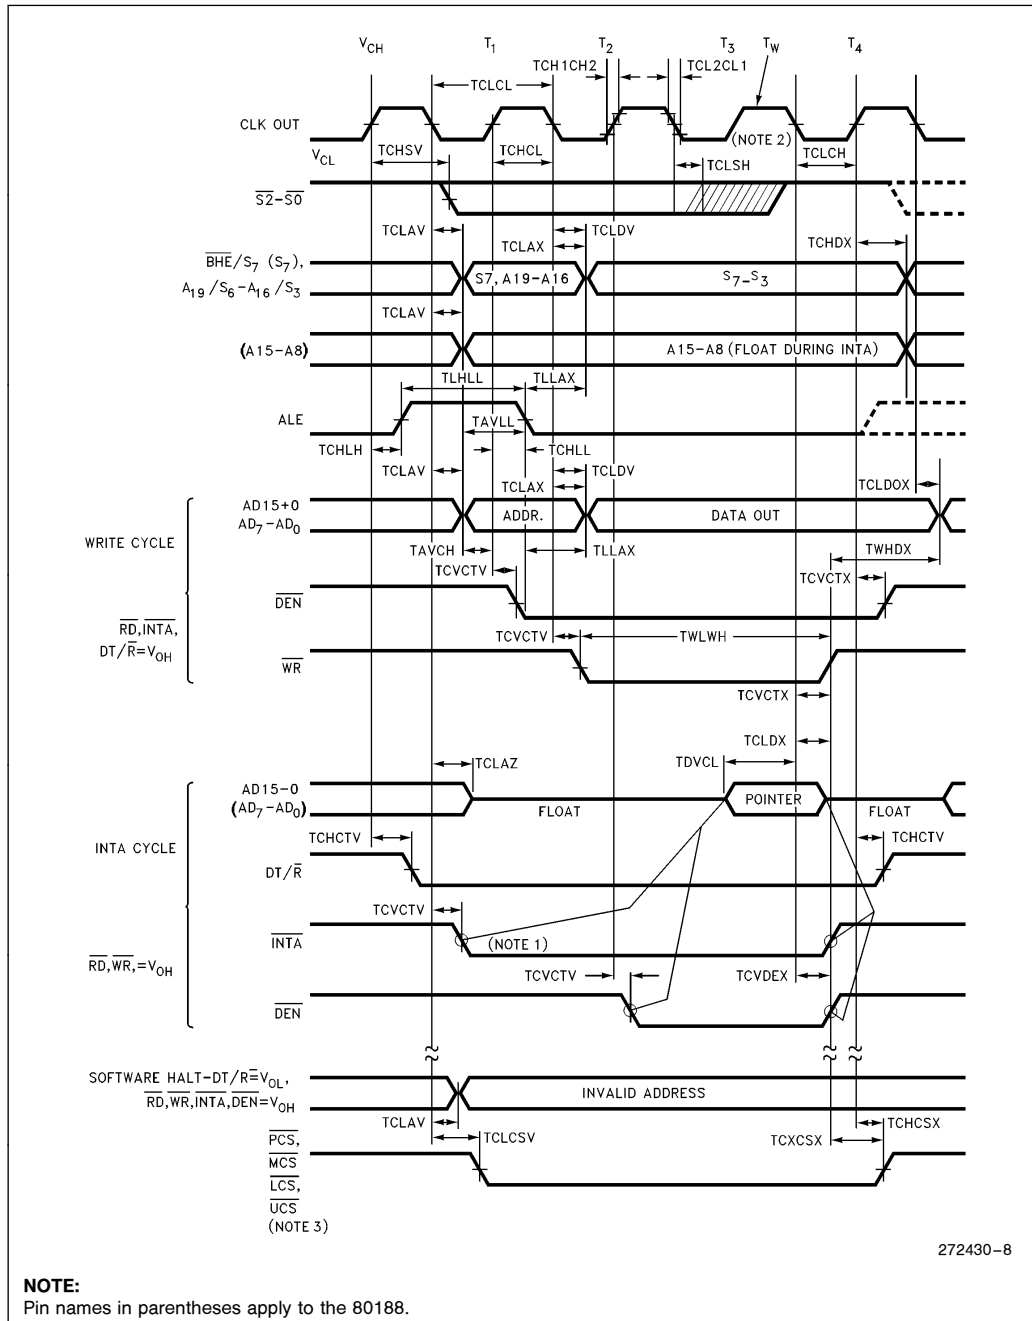 VCH T1 T2 T3 TW T4
TCH1CH2 TCL2CL1
TCLCL
CLK OUT
(NOTE 2)
VCL TCHSV TCHCL TCLSH TCLCH
S2-S0
TCLAV TCLDV
TCLAX TCHDX
BHE/S7 (S7),
A19/S6-A16/S3
S7, A19-A16 S7-S3
TCLAV
(A15-A8) A15-A8 (FLOAT DURING INTA)
TLHLL TLLAX
ALE TAVLL
TCHLH TCHLL
TCLAV TCLDV
TCLAX TCLDOX
AD15+0
AD7-AD0
ADDR. DATA OUT
WRITE CYCLE
TAVCH TLLAX TWHDX
TCVCTV TCVCTX
DEN
RD,INTA,
DT/R=VOH
TCVCTV TWLWH
WR
TCVCTX
TCLDX
TCLAZ TDVCL
AD15-0
(AD7-AD0)
FLOAT POINTER FLOAT
INTA CYCLE
TCHCTV TCHCTV
DT/R
TCVCTV
INTA (NOTE 1)
RD,WR,=VOH
TCVCTV TCVDEX
DEN
SOFTWARE HALT-DT/R=VOL,
RD,WR,INTA,DEN=VOH
INVALID ADDRESS
TCLAV TCHCSX
TCLCSV TCXCSX
PCS,
MCS
LCS,
UCS
(NOTE 3)
272430-8
NOTE:
Pin names in parentheses apply to the 80188.